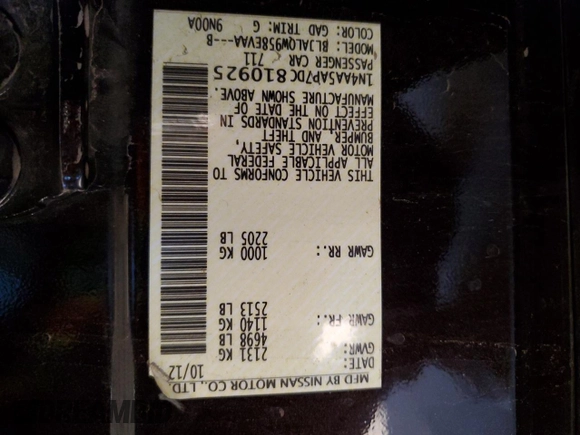 MFD BY NISSAN MOTOR CO., LTD.
DATE: 10/12
GVWR: 2131 KG
4698 LB
GAWR FR.: 1140 KG
2513 LB
GAWR RR.: 1000 KG
2205 LB
THIS VEHICLE CONFORMS TO
ALL APPLICABLE FEDERAL
MOTOR VEHICLE SAFETY,
BUMPER, AND THEFT
PREVENTION STANDARDS IN
EFFECT ON THE DATE OF
MANUFACTURE SHOWN ABOVE.
1N4AA5AP7DC810925
PASSENGER CAR 711
MODEL: BLJALQW958EVAA---B
COLOR: GAD TRIM: G 9N00A